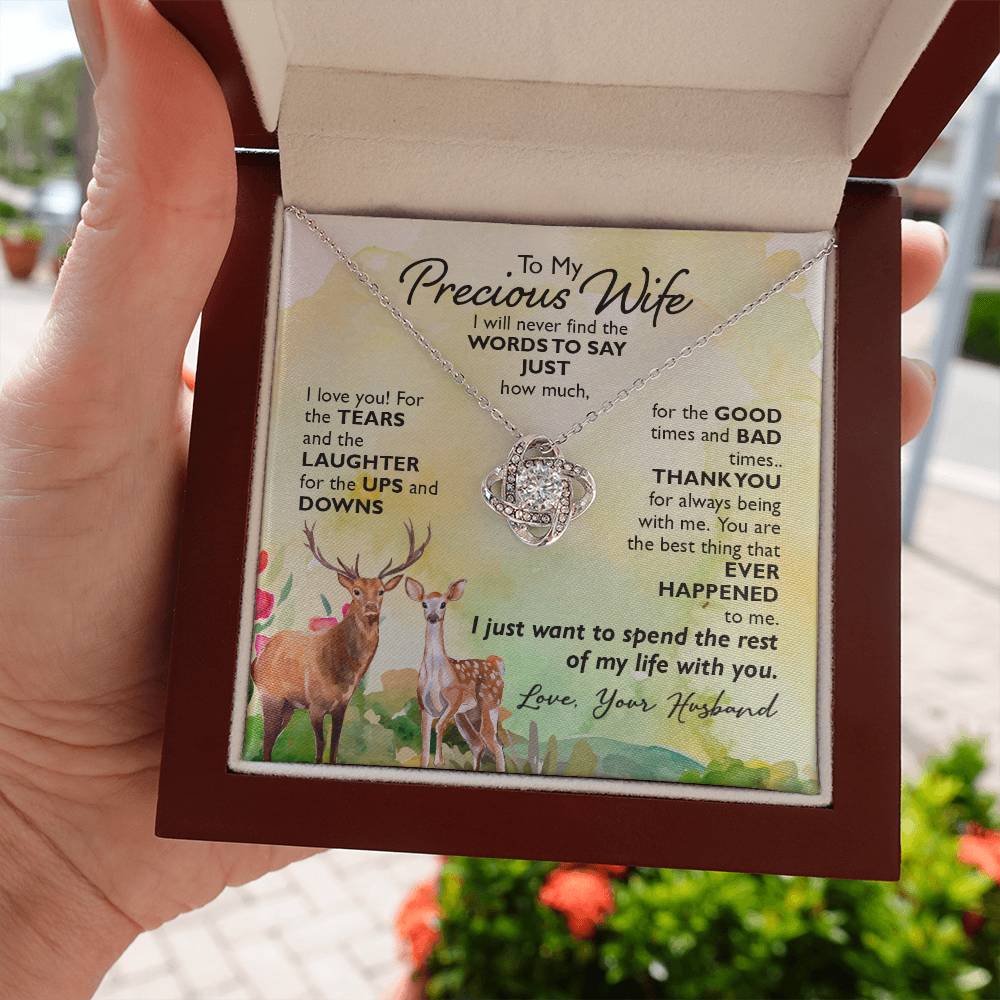 To My
Precious Wife
I will never find the
WORDS TO SAY
JUST
how much,
I love you! For
the TEARS
and the
LAUGHTER
for the UPS and
DOWNS
for the GOOD
times and BAD
times..
THANK YOU
for always being
with me. You are
the best thing that
EVER
HAPPENED
to me.
I just want to spend the rest
of my life with you.
Love, Your Husband